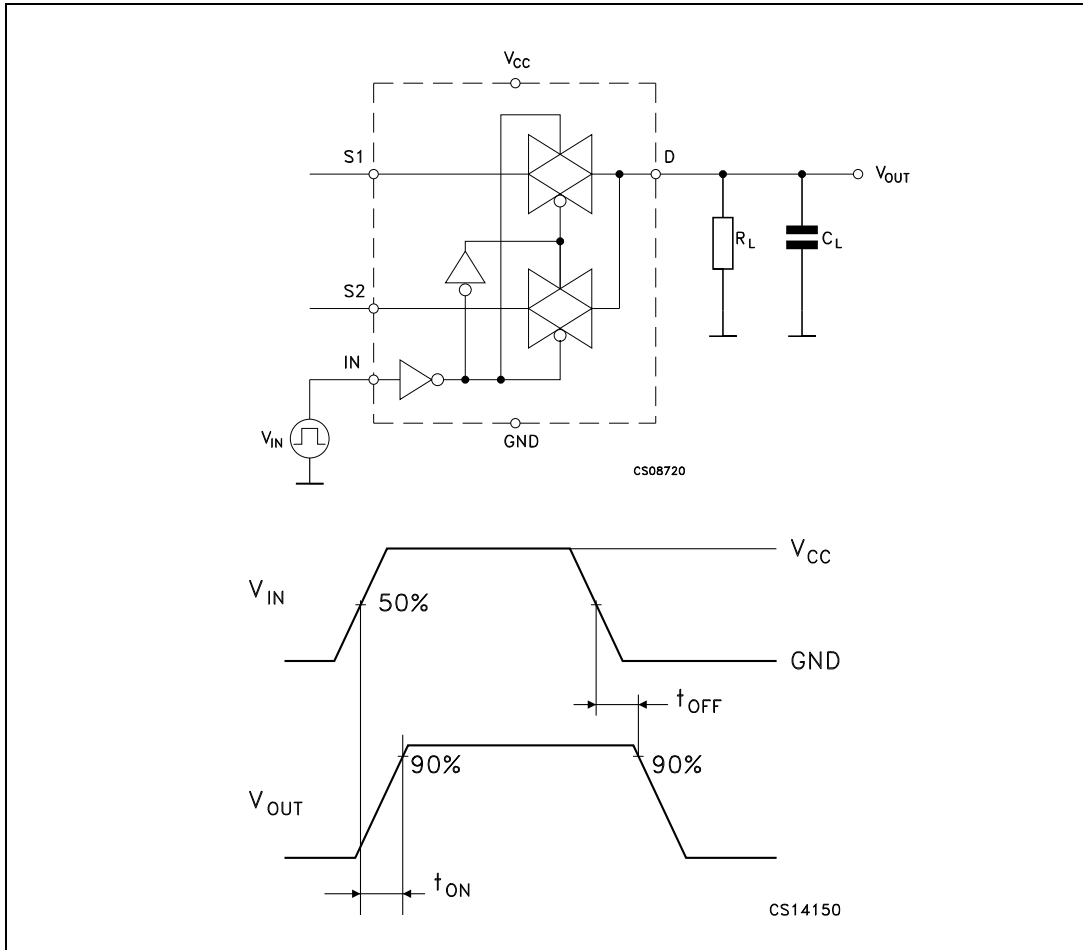 VCC
S1
D
VOUT
RL
CL
S2
IN
VIN
GND
CS08720
VCC
VIN
50%
GND
tOFF
90%
90%
VOUT
tON
CS14150